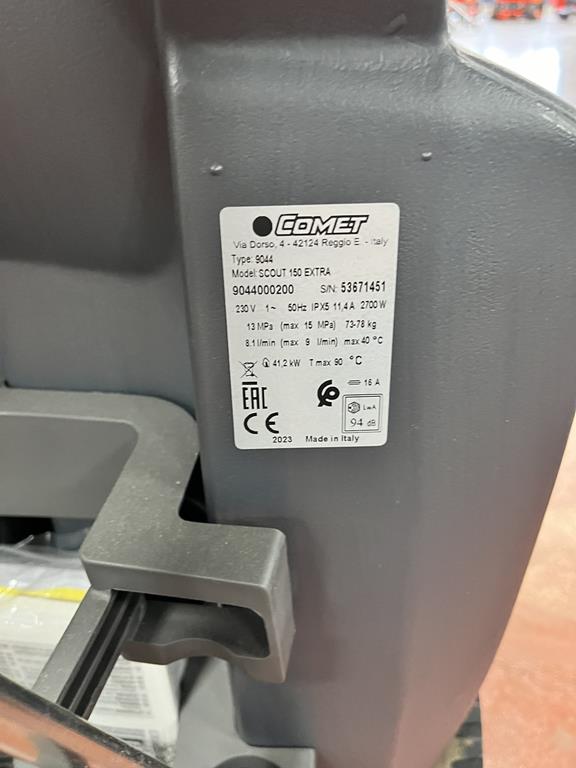 COMET
Via Dorso, 4 - 42124 Reggio E. - Italy
Type: 9044
Model: SCOUT 150 EXTRA
9044000200 S/N: 53671451
230 V 1~ 50Hz IPX5 11,4 A 2700 W
13 MPa (max 15 MPa) 73-78 kg
8.1 l/min (max 9 l/min) max 40 °C
41,2 kW T max 90 °C
16 A
EAC
LWA
CE
94 dB
2023 Made in Italy